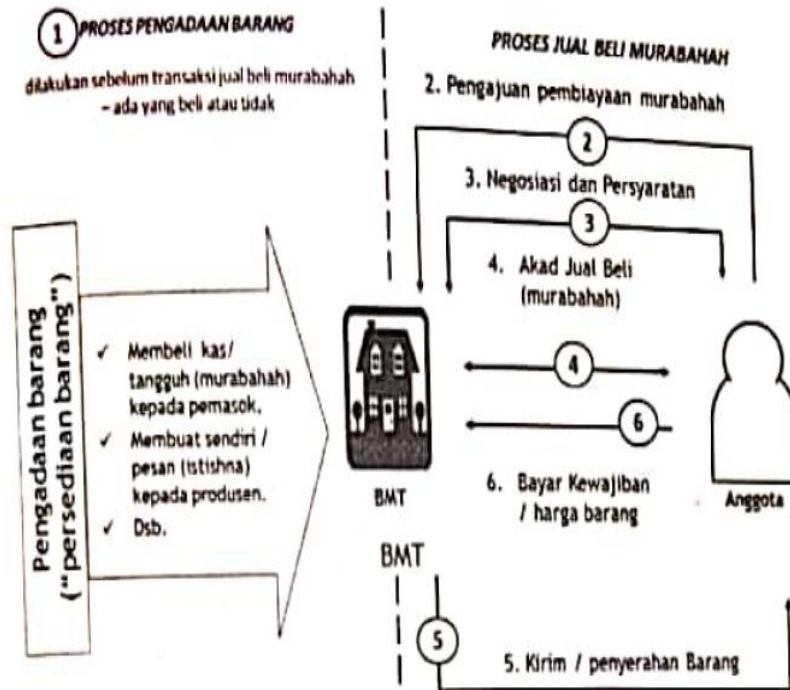 1 PROSES PENGADAAN BARANG
dilakukan sebelum transaksi jual beli murabahah
– ada yang beli atau tidak
Pengadaan barang
("persediaan barang")
✓ Membeli kas/
tangguh (murabahah)
kepada pemasok.
✓ Membuat sendiri /
pesan (istishna)
kepada produsen.
✓ Dsb.
PROSES JUAL BELI MURABAHAH
2. Pengajuan pembiayaan murabahah
2
3. Negosiasi dan Persyaratan
3
4. Akad Jual Beli
(murabahah)
4
6
6. Bayar Kewajiban
/ harga barang
BMT
Anggota
BMT
5
5. Kirim / penyerahan Barang